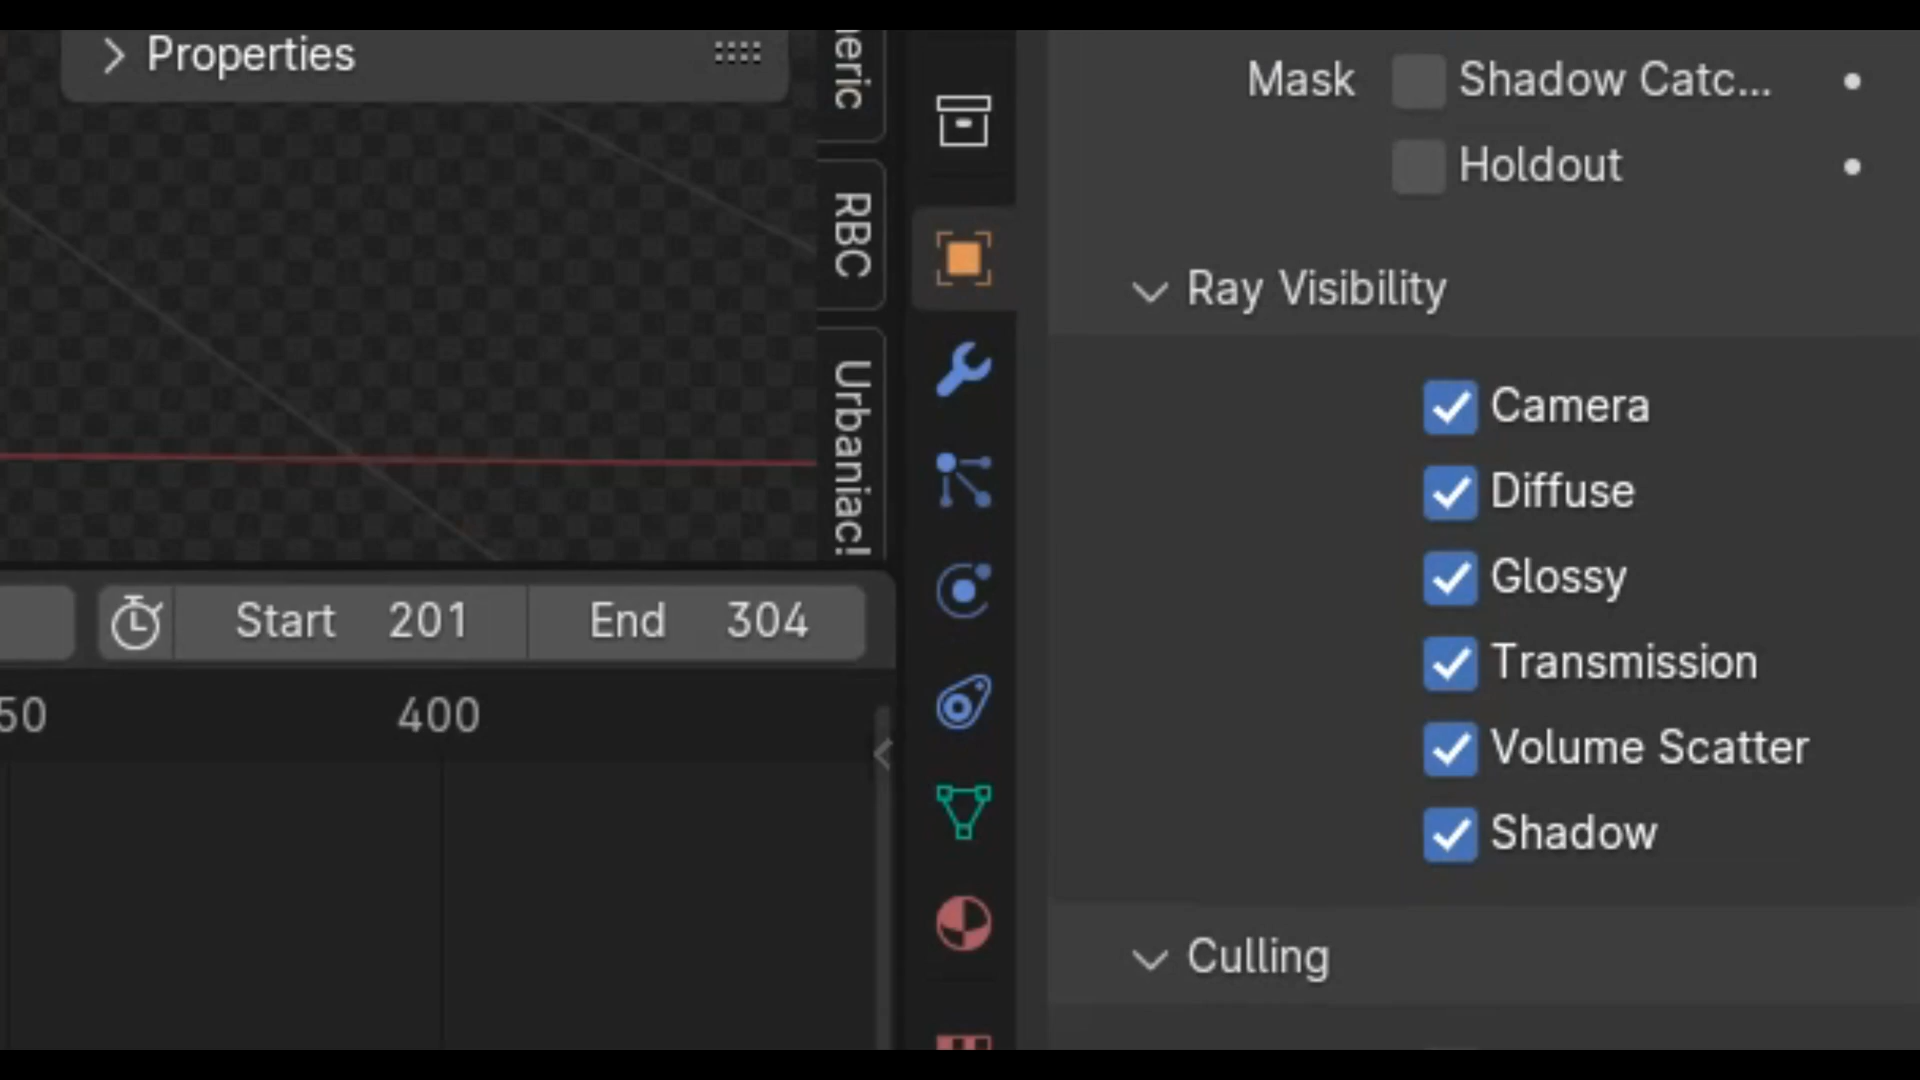 Properties
eric
RBC
Urbaniac!
Start 201
End 304
50
400
Mask
Shadow Catc...
Holdout
Ray Visibility
Camera
Diffuse
Glossy
Transmission
Volume Scatter
Shadow
Culling